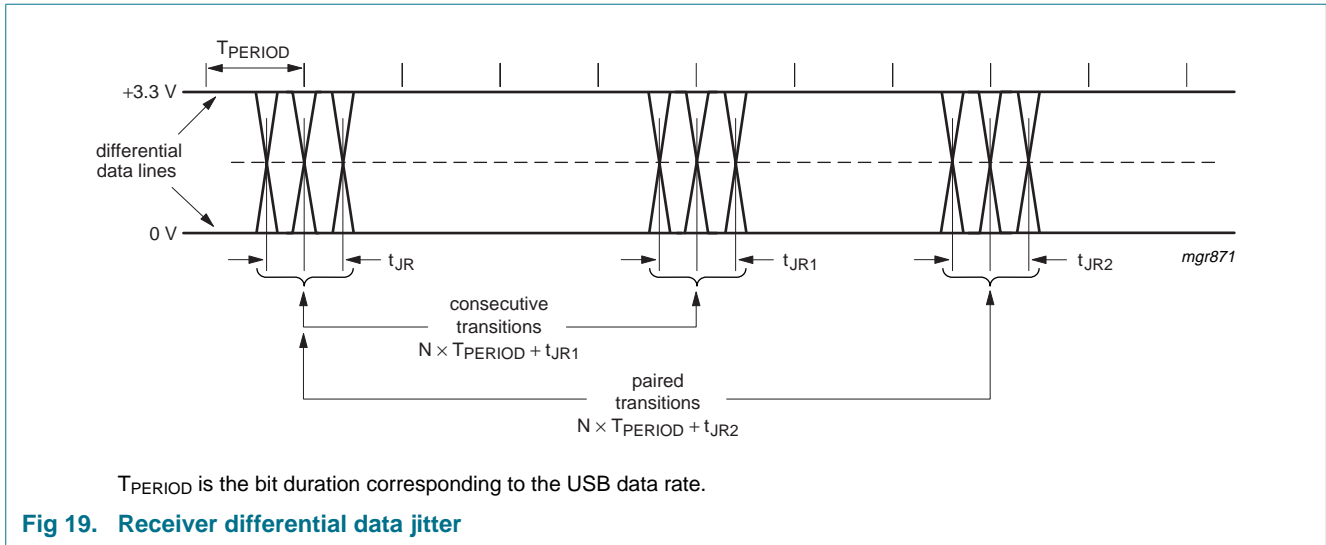 TPERIOD
+3.3 V
differential
data lines
0 V
mgr871
tJR
tJR1
tJR2
consecutive
transitions
N × TPERIOD + tJR1
paired
transitions
N × TPERIOD + tJR2
TPERIOD is the bit duration corresponding to the USB data rate.
Fig 19. Receiver differential data jitter